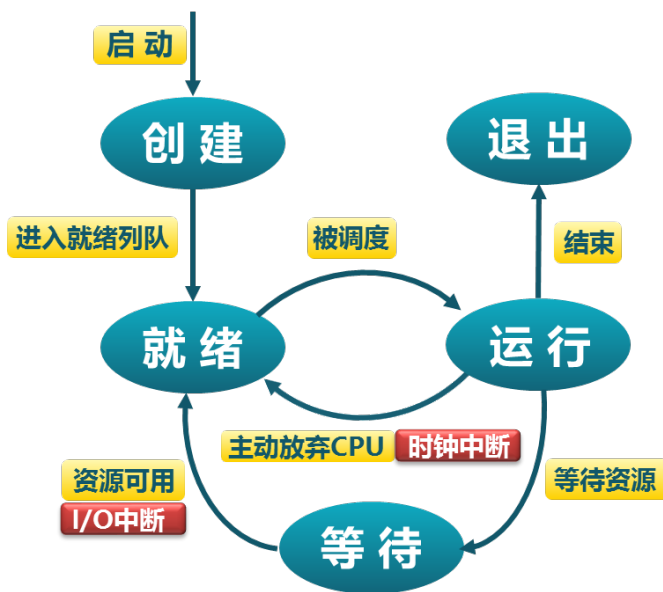 启动
创建
退出
进入就绪列队
被调度
结束
就绪
运行
主动放弃CPU 时钟中断
资源可用
I/O中断
等待资源
等待